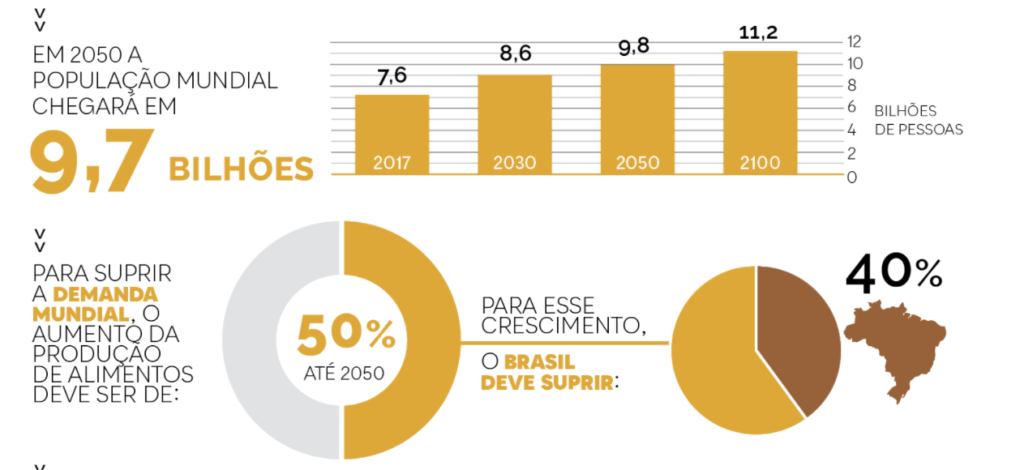 EM 2050 A
POPULAÇÃO MUNDIAL
CHEGARÁ EM
9,7 BILHÕES
7,6
8,6
9,8
11,2
2017
2030
2050
2100
12
10
8
6
4
2
0
BILHÕES
DE PESSOAS
PARA SUPRIR
A DEMANDA
MUNDIAL, O
AUMENTO DA
PRODUÇÃO
DE ALIMENTOS
DEVE SER DE:
50%
ATÉ 2050
PARA ESSE
CRESCIMENTO,
O BRASIL
DEVE SUPRIR:
40%